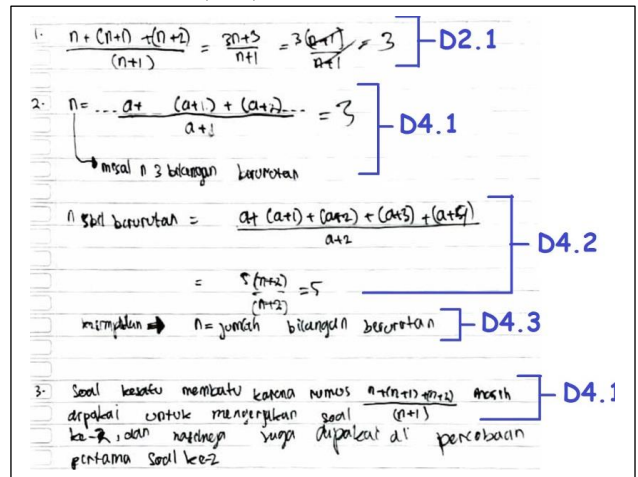 1. n + (n+1) + (n+2) / (n+1) = 3n+3 / n+1 = 3(n+1) / n+1 = 3 D2.1
2. n = ... a + (a+1) + (a+2) ... / a+1 = 3 D4.1
misal n 3 bilangan berurutan
n 5bil berurutan = a + (a+1) + (a+2) + (a+3) + (a+4) / a+2 D4.2
= 5(n+2) / (n+2) = 5
n = jumlah bilangan berurutan D4.3
3. Soal kesatu membatu karena rumus n+(n+1)+(n+2) / (n+1) masih D4.1
dipakai untuk mengerjakan soal
ke-2, dan hasilnya juga dipakai di percobaan
pertama soal ke-2